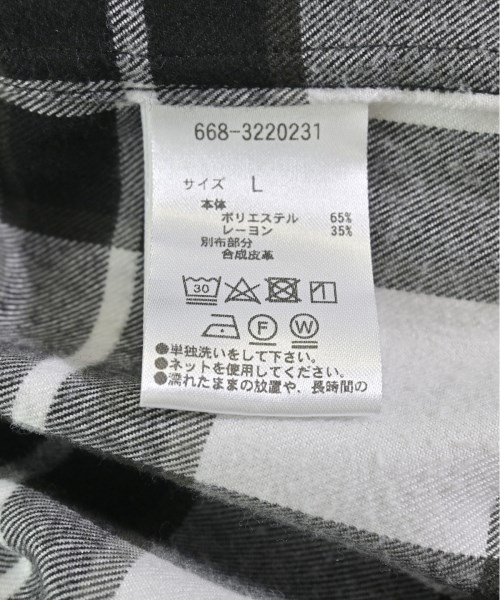 668-3220231
サイズ L
本体
ポリエステル 65%
レーヨン 35%
別布部分
合成皮革
30
F W
●単独洗いをして下さい。
●ネットを使用してください。
●濡れたままの放置や、長時間の